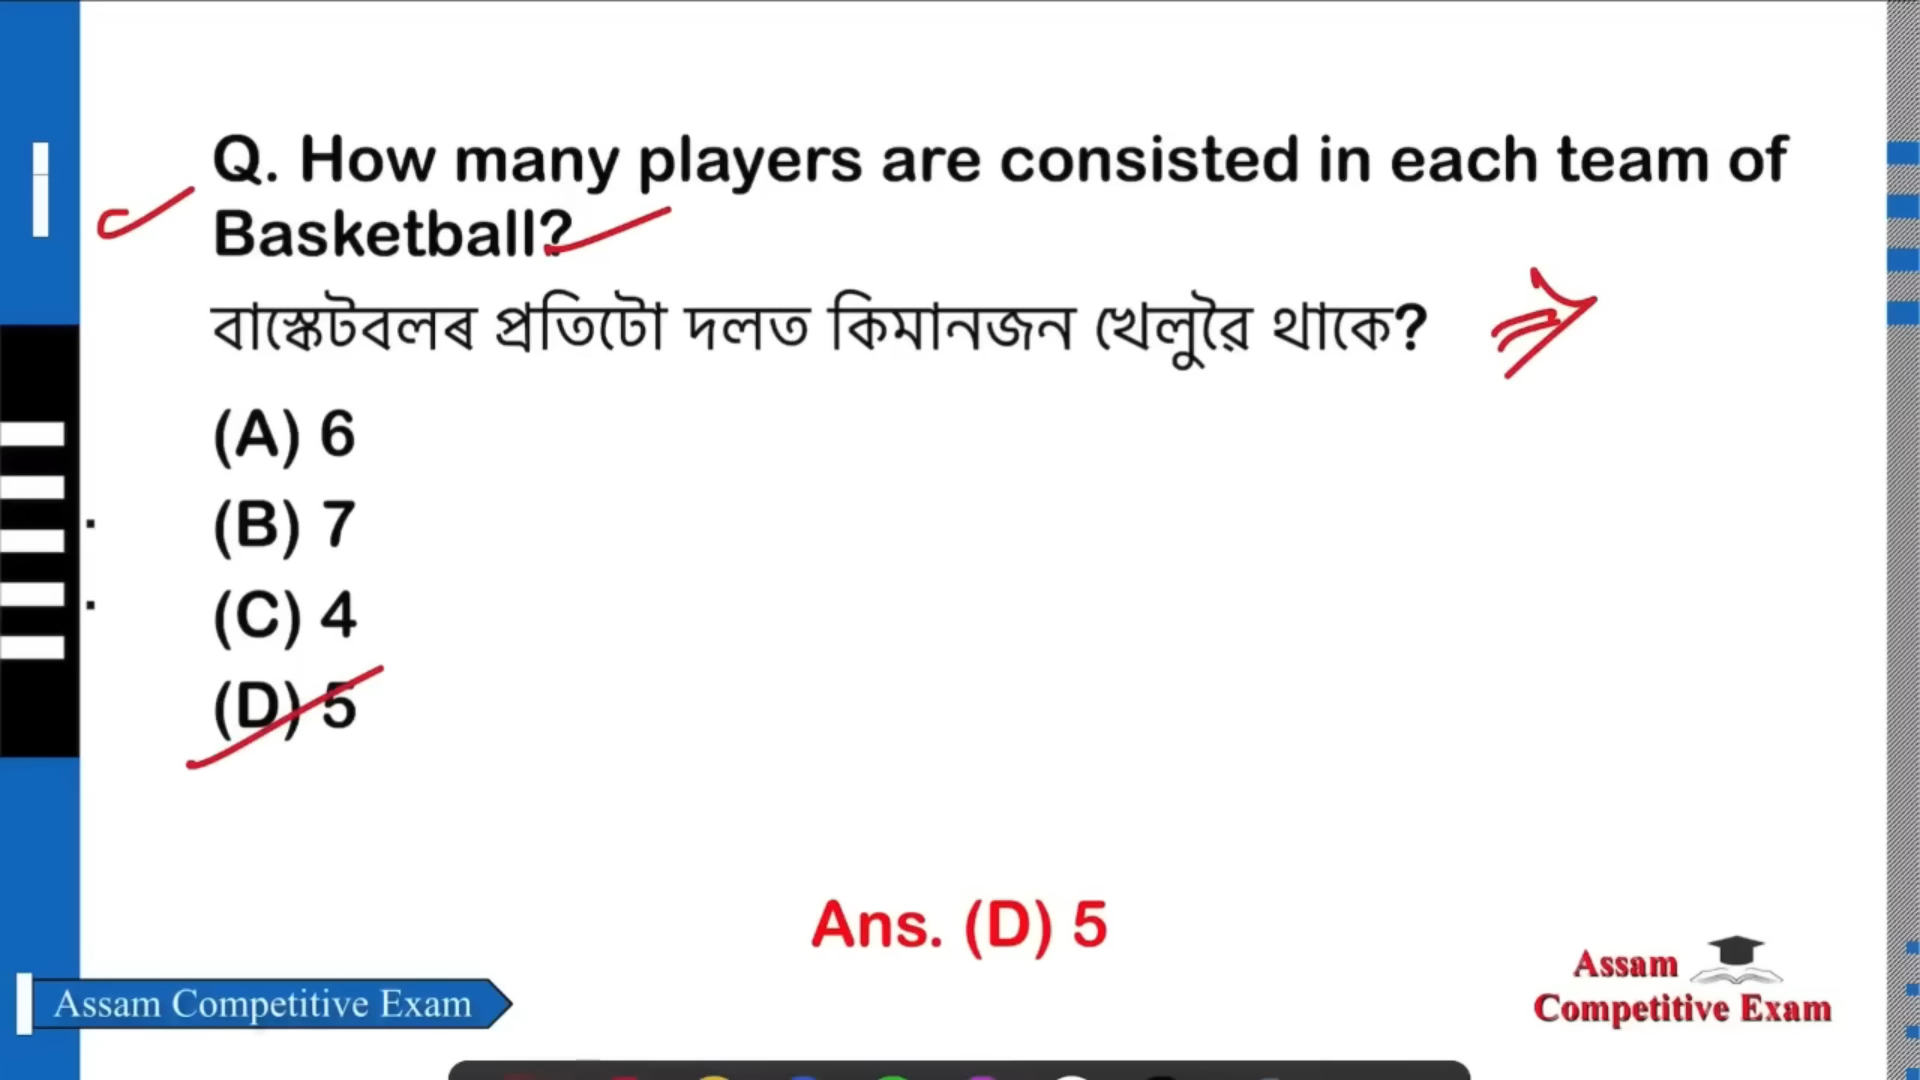 Q. How many players are consisted in each team of
Basketball?
বাস্কেটবলৰ প্ৰতিটো দলত কিমানজন খেলুৱৈ থাকে?
(A) 6
(B) 7
(C) 4
(D) 5
Ans. (D) 5
Assam Competitive Exam
Assam
Competitive Exam